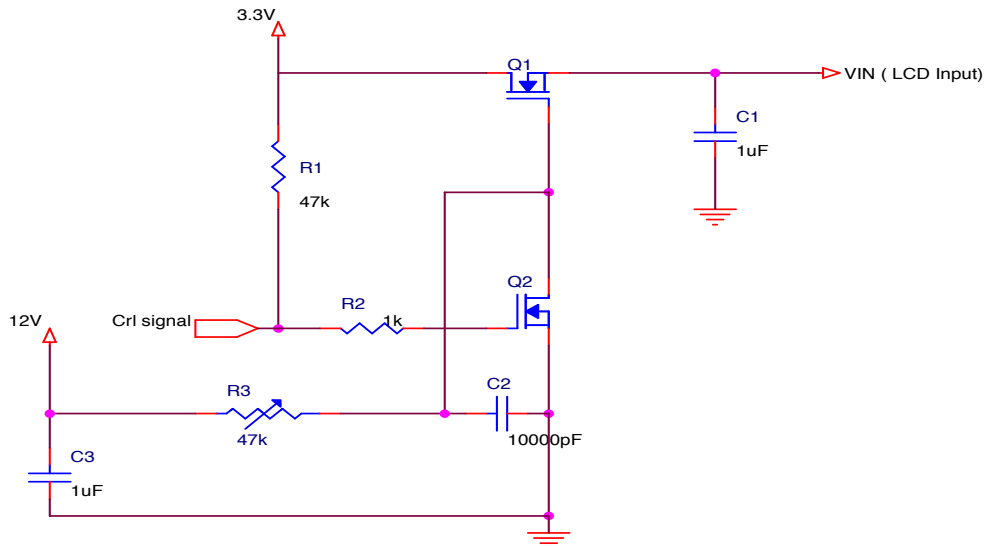 3.3V
Q1
VIN ( LCD Input)
C1
1uF
R1
47k
Q2
R2
1k
12V
Crl signal
R3
47k
C2
10000pF
C3
1uF